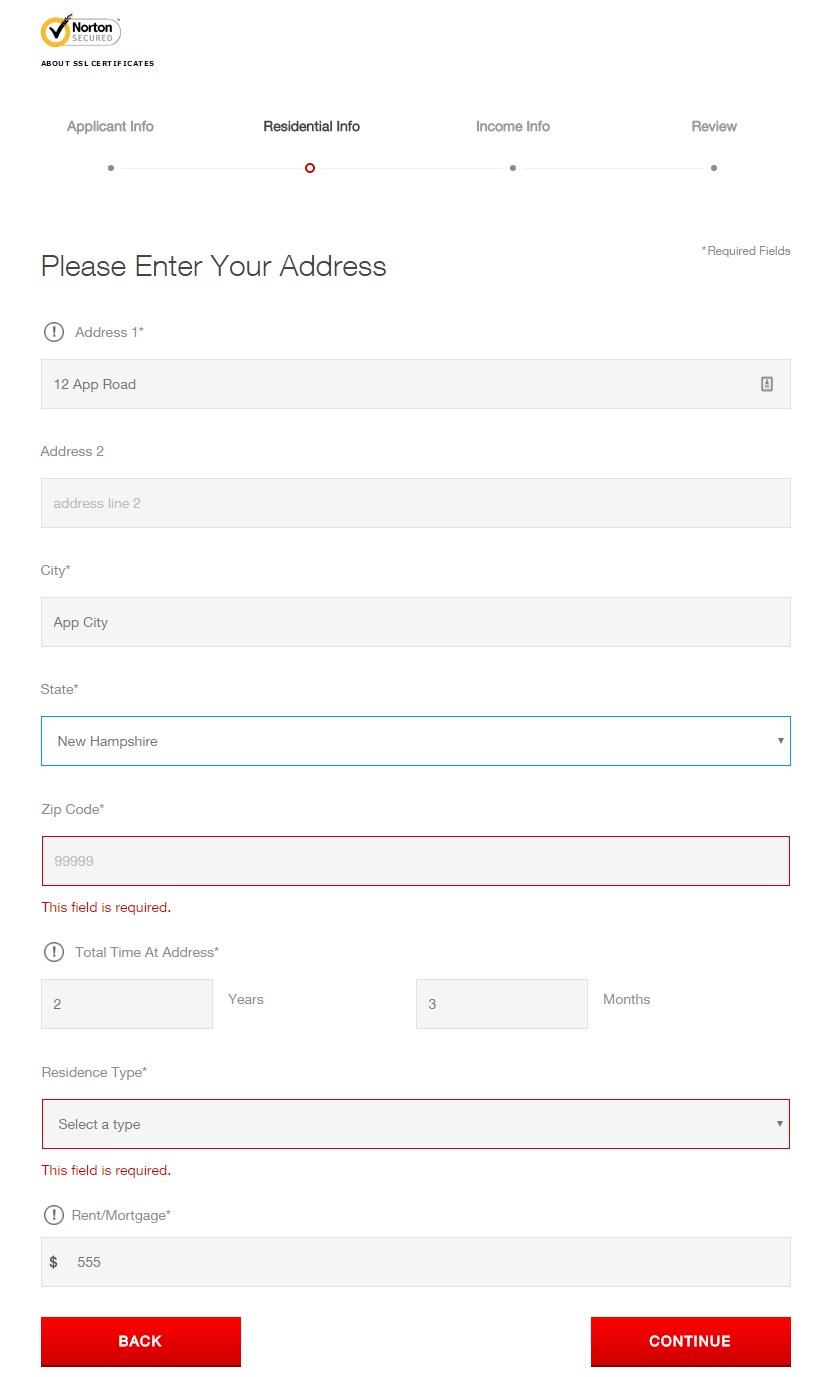 Norton
SECURED
ABOUT SSL CERTIFICATES
Applicant Info
Residential Info
Income Info
Review
Please Enter Your Address
*Required Fields
! Address 1*
12 App Road
Address 2
address line 2
City*
App City
State*
New Hampshire
Zip Code*
99999
This field is required.
! Total Time At Address*
2 Years 3 Months
Residence Type*
Select a type
This field is required.
! Rent/Mortgage*
$ 555
BACK
CONTINUE